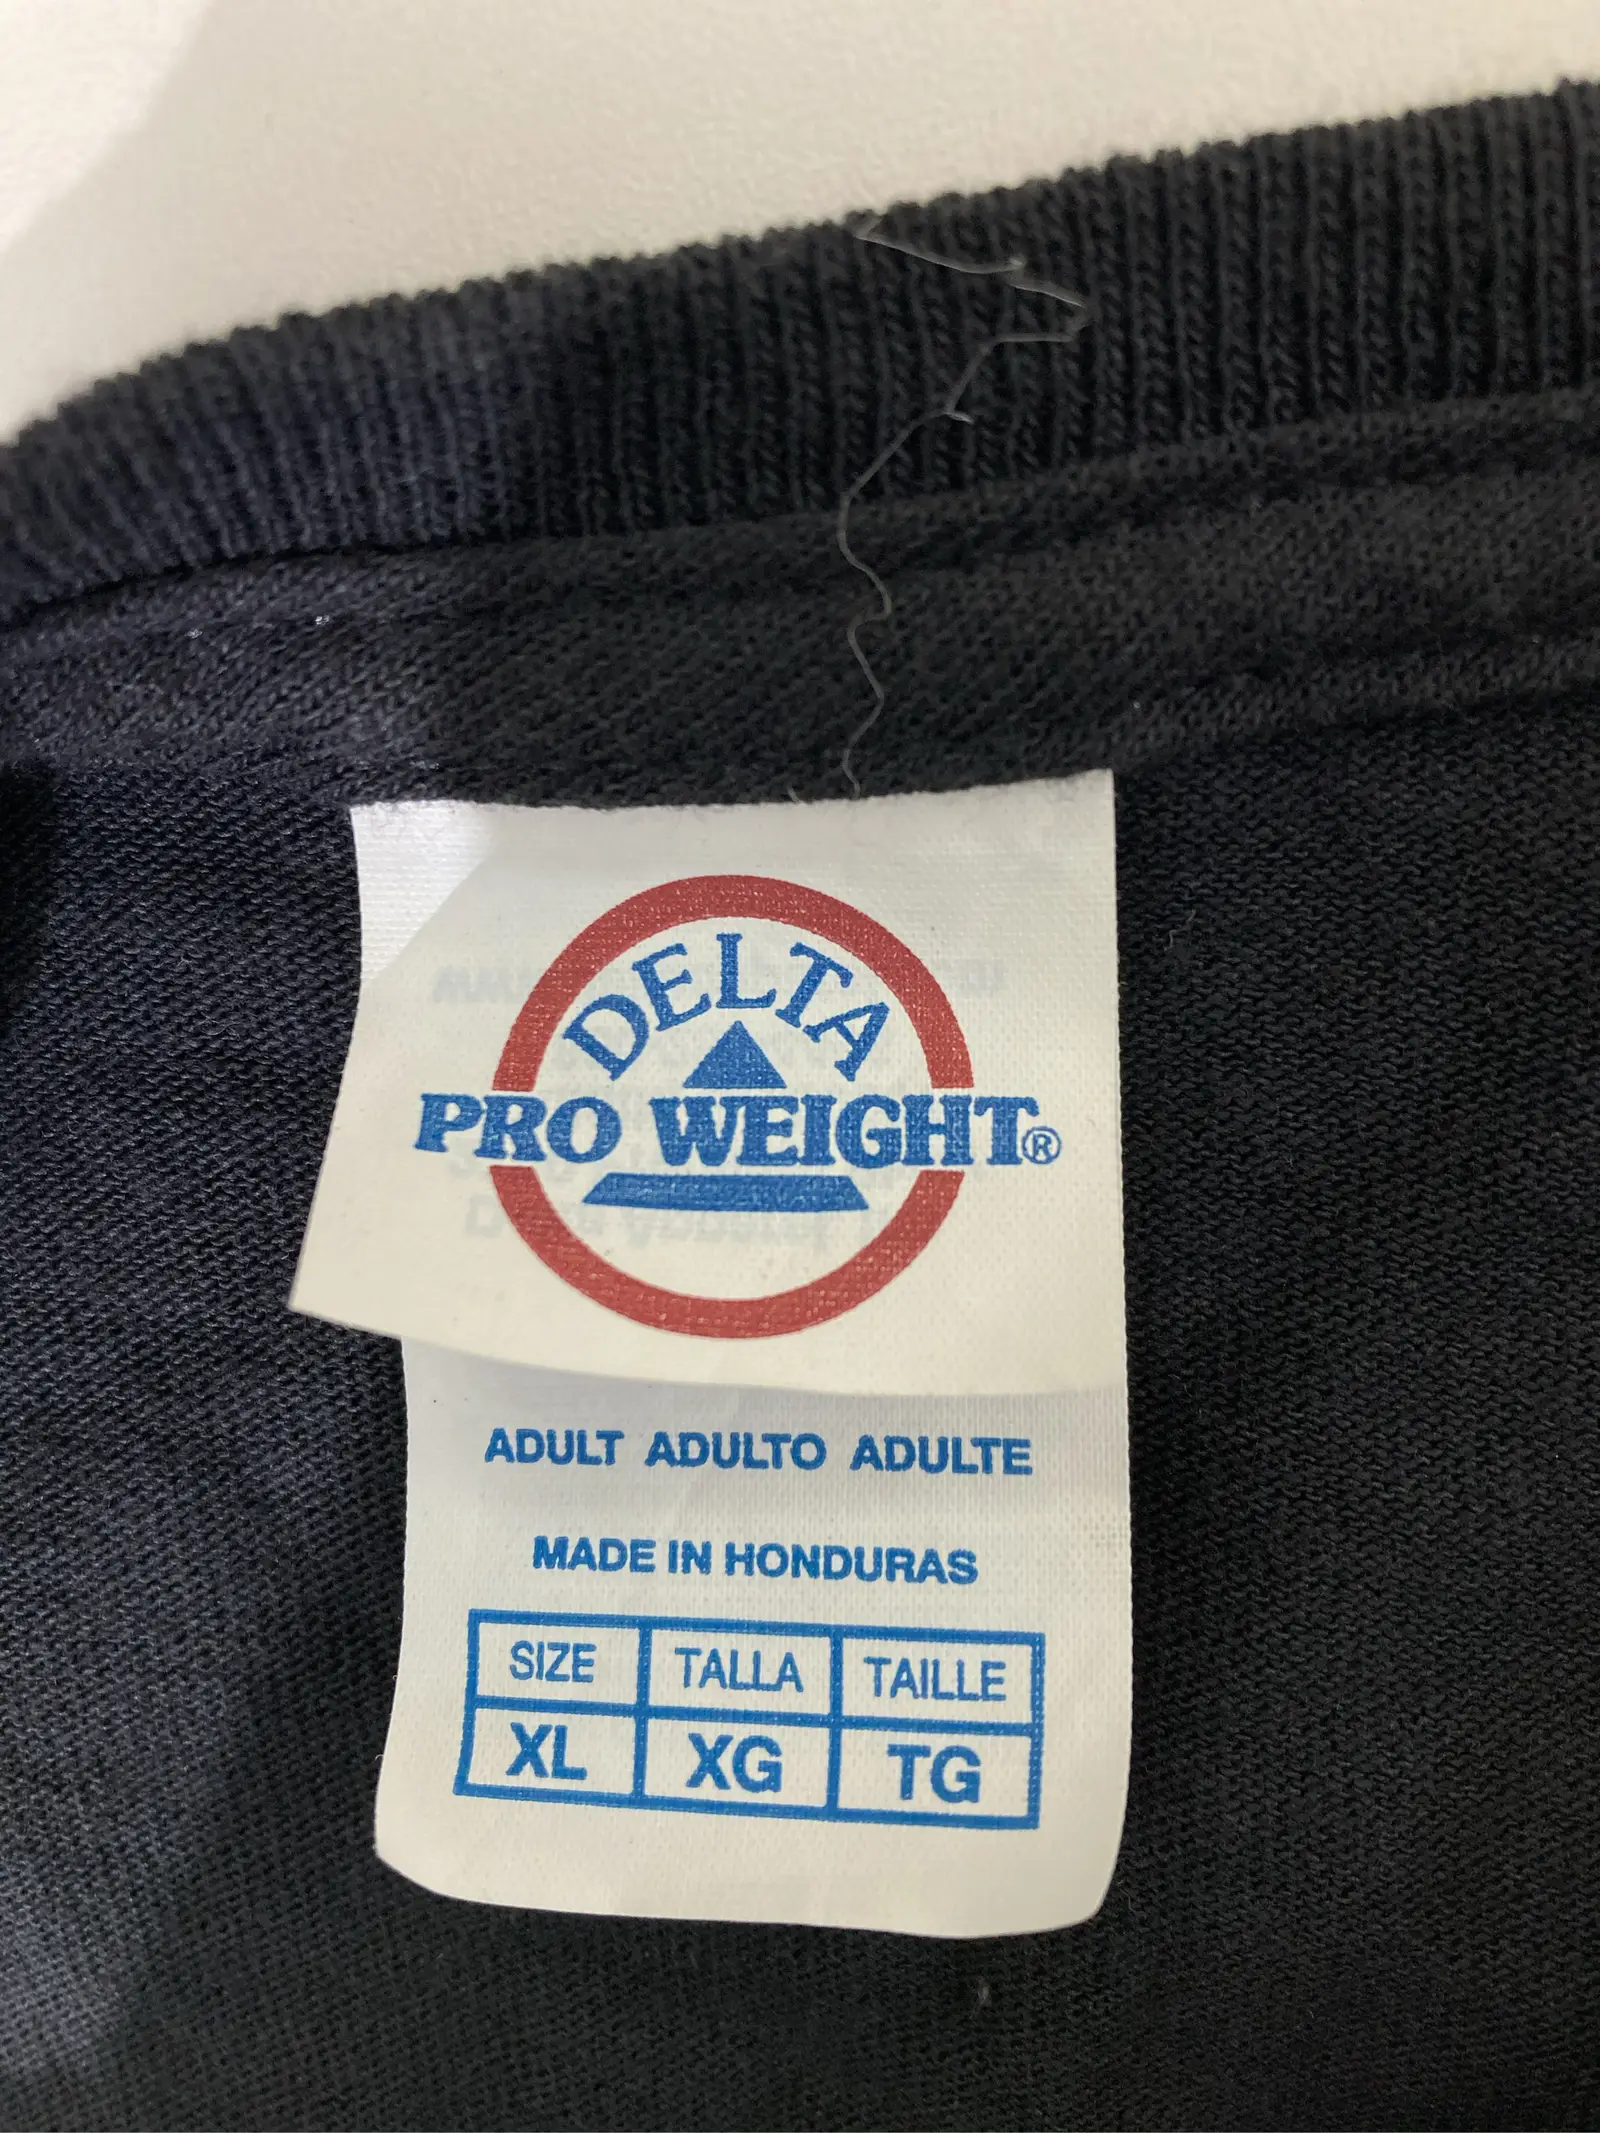 DELTA
PRO WEIGHT®
ADULT ADULTO ADULTE
MADE IN HONDURAS
SIZE TALLA TAILLE
XL XG TG